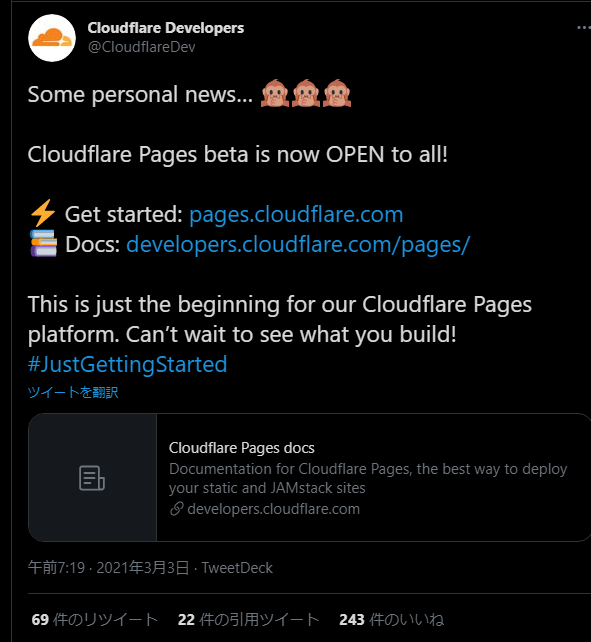 Cloudflare Developers
@CloudflareDev
Some personal news... 🙊🙊🙊
Cloudflare Pages beta is now OPEN to all!
⚡ Get started: pages.cloudflare.com
📚 Docs: developers.cloudflare.com/pages/
This is just the beginning for our Cloudflare Pages
platform. Can’t wait to see what you build!
#JustGettingStarted
ツイートを翻訳
Cloudflare Pages docs
Documentation for Cloudflare Pages, the best way to deploy
your static and JAMstack sites
developers.cloudflare.com
午前7:19 · 2021年3月3日 · TweetDeck
69 件のリツイート 22 件の引用ツイート 243 件のいいね